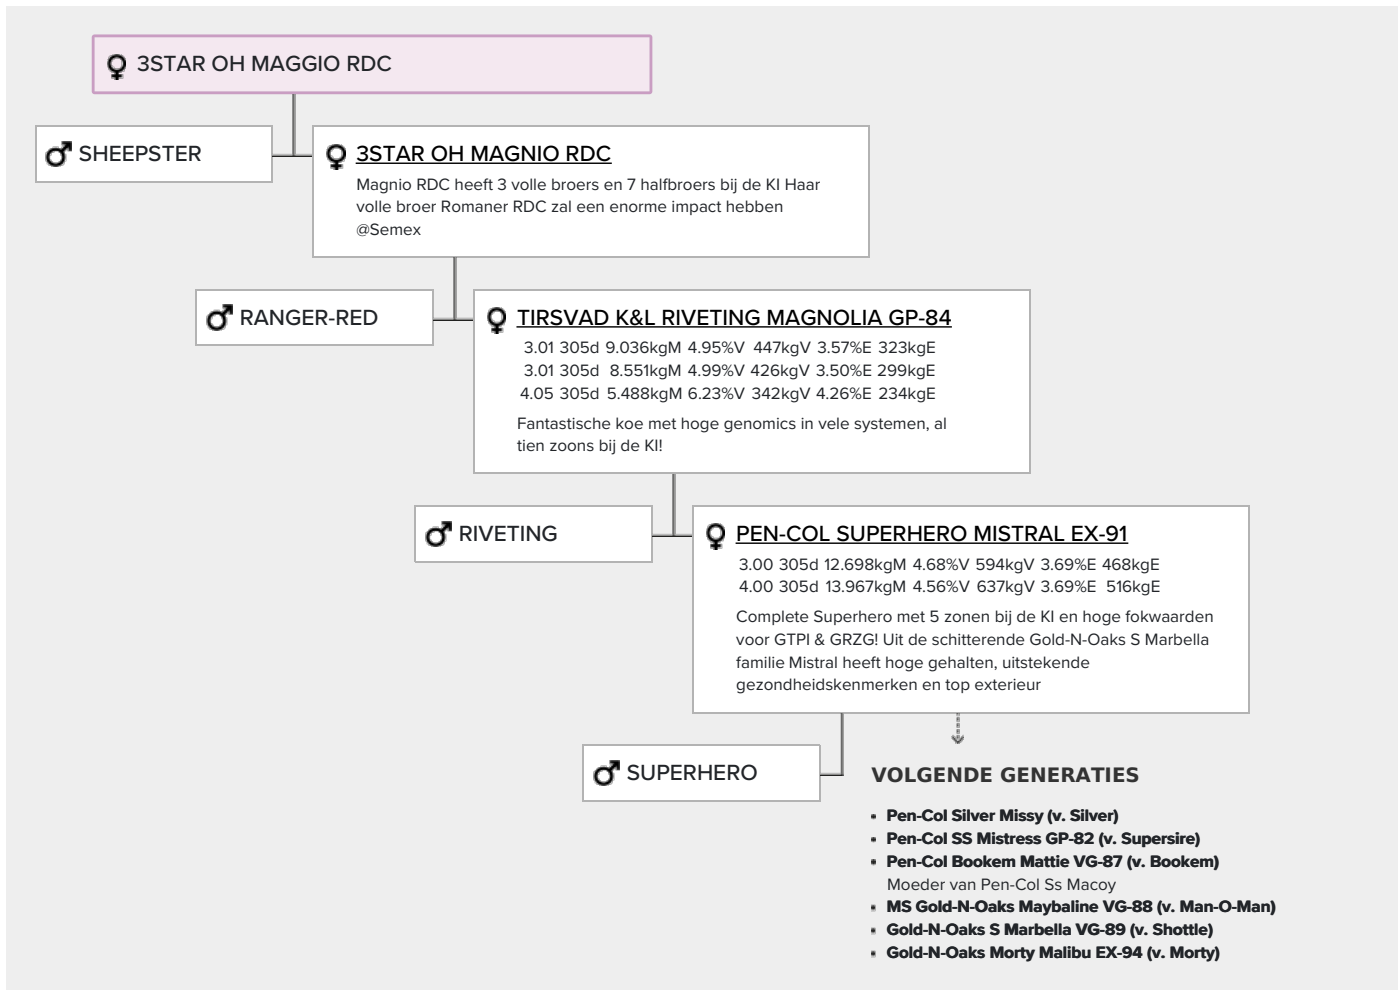 3STAR OH MAGGIO RDC
SHEEPSTER
3STAR OH MAGNIO RDC
Magnio RDC heeft 3 volle broers en 7 halfbroers bij de KI Haar
volle broer Romaner RDC zal een enorme impact hebben
@Semex
RANGER-RED
TIRSVAD K&L RIVETING MAGNOLIA GP-84
3.01 305d 9.036kgM 4.95%V 447kgV 3.57%E 323kgE
3.01 305d 8.551kgM 4.99%V 426kgV 3.50%E 299kgE
4.05 305d 5.488kgM 6.23%V 342kgV 4.26%E 234kgE
Fantastische koe met hoge genomics in vele systemen, al
tien zoons bij de KI!
RIVETING
PEN-COL SUPERHERO MISTRAL EX-91
3.00 305d 12.698kgM 4.68%V 594kgV 3.69%E 468kgE
4.00 305d 13.967kgM 4.56%V 637kgV 3.69%E 516kgE
Complete Superhero met 5 zonen bij de KI en hoge fokwaarden
voor GTPI & GRZG! Uit de schitterende Gold-N-Oaks S Marbella
familie Mistral heeft hoge gehalten, uitstekende
gezondheidskenmerken en top exterieur
SUPERHERO
VOLGENDE GENERATIES
Pen-Col Silver Missy (v. Silver)
Pen-Col SS Mistress GP-82 (v. Supersire)
Pen-Col Bookem Mattie VG-87 (v. Bookem)
Moeder van Pen-Col Ss Macoy
MS Gold-N-Oaks Maybaline VG-88 (v. Man-O-Man)
Gold-N-Oaks S Marbella VG-89 (v. Shottle)
Gold-N-Oaks Morty Malibu EX-94 (v. Morty)